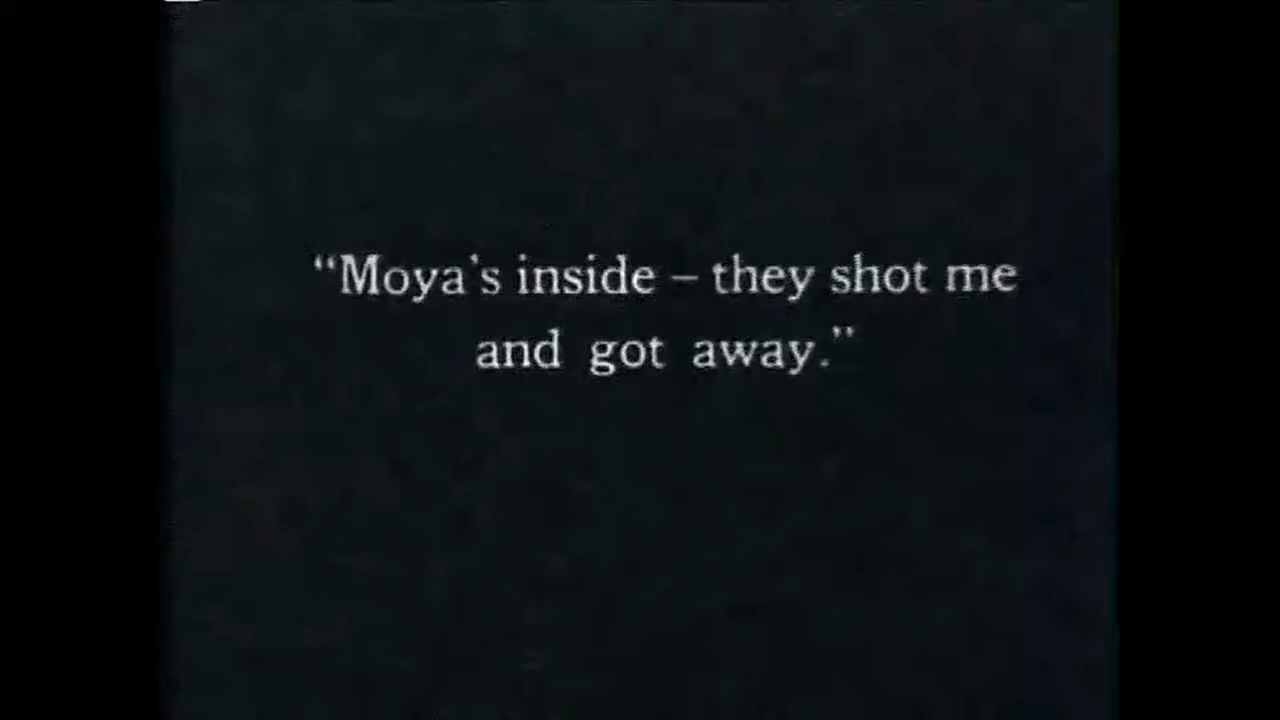 “Moya's inside – they shot me
and got away.”